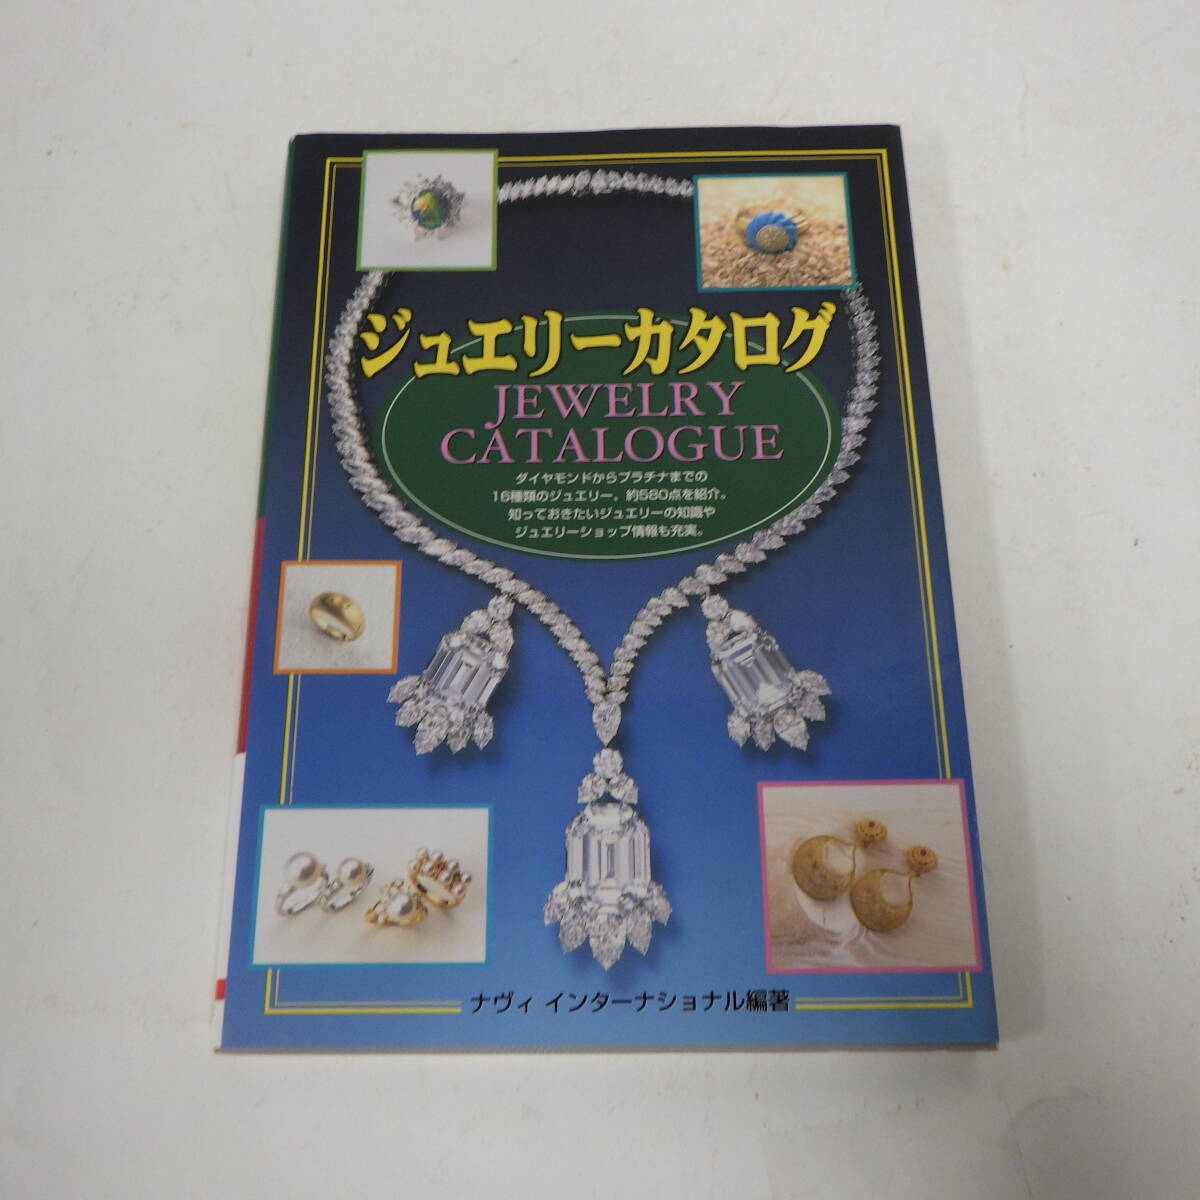 ジュエリーカタログ
JEWELRY
CATALOGUE
ダイヤモンドからプラチナまでの
16種類のジュエリー、約580点を紹介。
知っておきたいジュエリーの知識や
ジュエリーショップ情報も充実。
ナヴィ インターナショナル編著